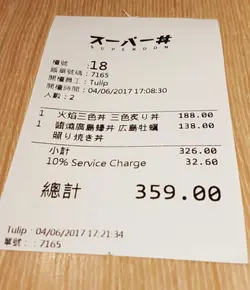 スーパー丼
SUPERDON
檯號 :18
賬單號碼 :7165
開檯員工 :Tulip
開檯時間 :04/06/2017 17:08:30
人數 :2
1 火焰三色丼 三色炙り丼 188.00
1 醬燒廣島蠔丼 広島牡蠣 138.00
照り焼き丼
小計 326.00
10% Service Charge 32.60
總計 359.00
Tulip - 04/06/2017 17:21:34
單號: :7165